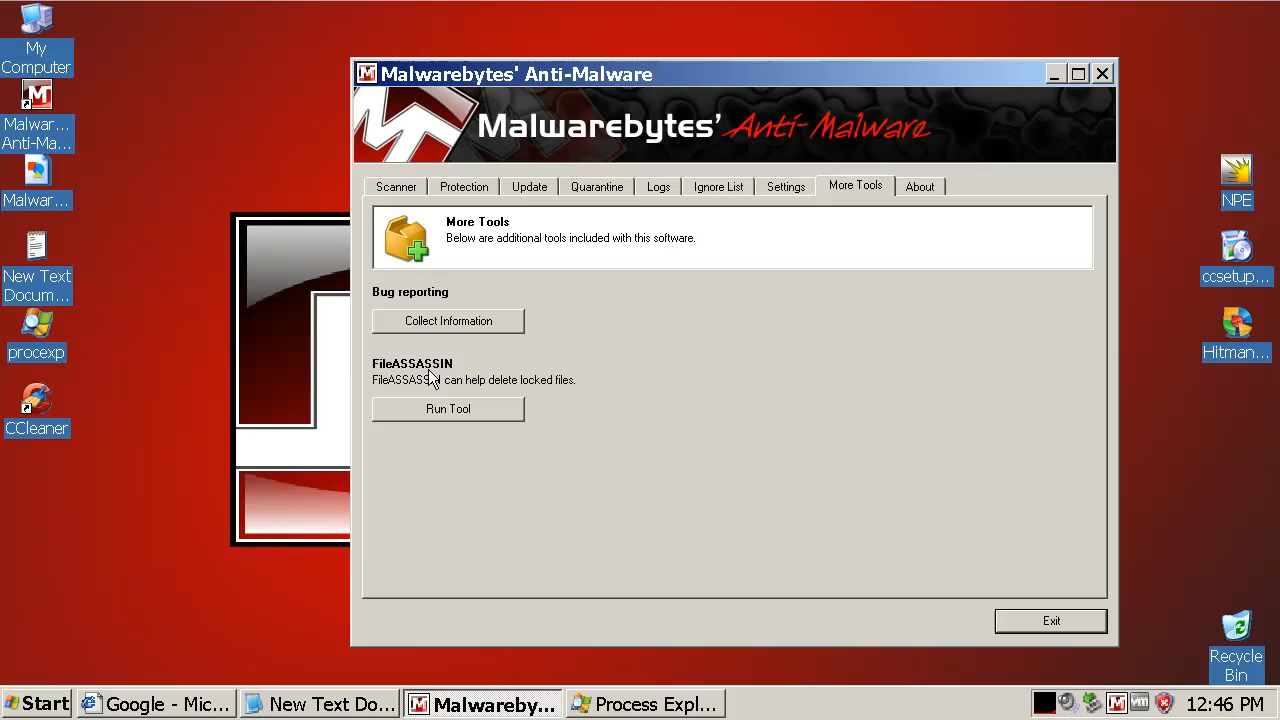 My
Computer
Malwar...
Anti-Ma...
Malwar...
New Text
Docum...
procexp
CCleaner
Malwarebytes' Anti-Malware
Malwarebytes' Anti-Malware
Scanner
Protection
Update
Quarantine
Logs
Ignore List
Settings
More Tools
About
More Tools
Below are additional tools included with this software.
Bug reporting
Collect Information
FileASSASSIN
FileASSASSIN can help delete locked files.
Run Tool
Exit
NPE
ccsetup...
Hitman...
Recycle
Bin
Start
Google - Mic...
New Text Do...
Malwareby...
Process Expl...
vm
12:46 PM